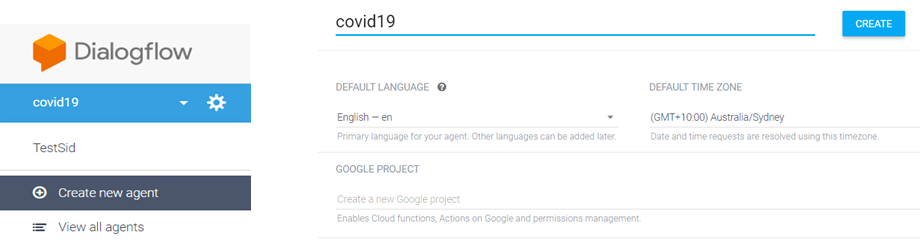 Dialogflow
covid19
TestSid
Create new agent
View all agents
covid19
CREATE
DEFAULT LANGUAGE
DEFAULT TIME ZONE
English — en
(GMT+10:00) Australia/Sydney
Primary language for your agent. Other languages can be added later.
Date and time requests are resolved using this timezone.
GOOGLE PROJECT
Create a new Google project
Enables Cloud functions, Actions on Google and permissions management.